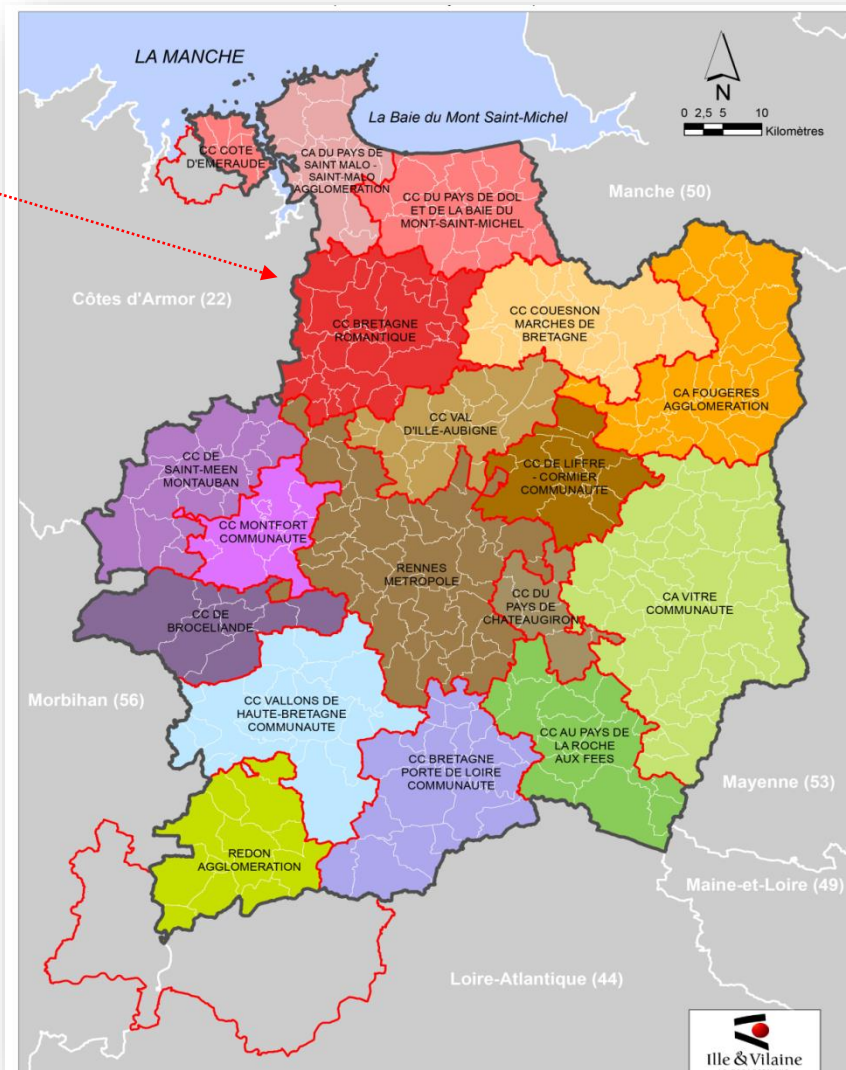 LA MANCHE
La Baie du Mont Saint-Michel
N
0 2,5 5 10
Kilomètres
CC COTE
D'EMERAUDE
CA DU PAYS DE
SAINT MALO -
SAINT-MALO
AGGLOMERATION
CC DU PAYS DE DOL
ET DE LA BAIE DU
MONT-SAINT-MICHEL
Manche (50)
Côtes d'Armor (22)
CC BRETAGNE
ROMANTIQUE
CC COUESNON
MARCHES DE
BRETAGNE
CA FOUGERES
AGGLOMERATION
CC VAL
D'ILLE-AUBIGNE
CC DE
SAINT-MEEN
MONTAUBAN
CC DE LIFFRE
- CORMIER
COMMUNAUTE
CC MONTFORT
COMMUNAUTE
RENNES
METROPOLE
CC DU
PAYS DE
CHATEAUGIRON
CA VITRE
COMMUNAUTE
CC DE
BROCELIANDE
Morbihan (56)
CC VALLONS DE
HAUTE-BRETAGNE
COMMUNAUTE
CC AU PAYS DE
LA ROCHE
AUX FEES
CC BRETAGNE
PORTE DE LOIRE
COMMUNAUTE
Mayenne (53)
REDON
AGGLOMERATION
Maine-et-Loire (49)
Loire-Atlantique (44)
Ille & Vilaine